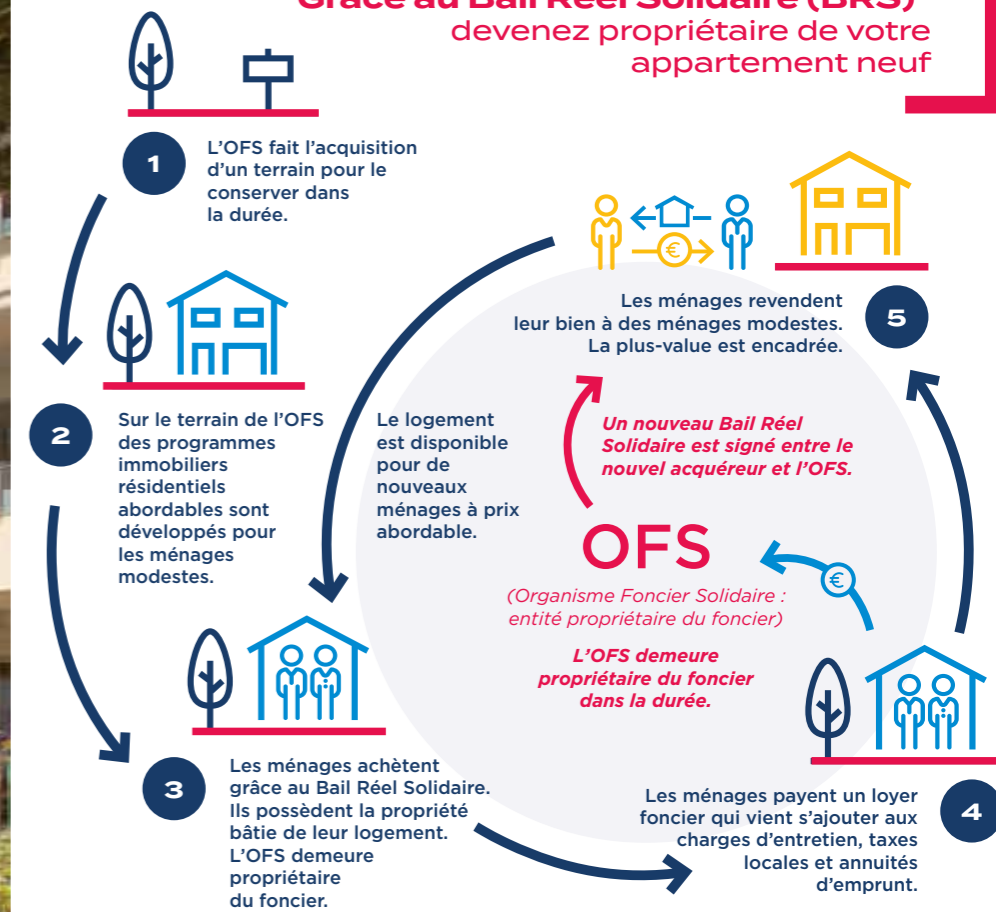 Grâce au Bail Réel Solidaire (BRS)
devenez propriétaire de votre
appartement neuf
1
L’OFS fait l’acquisition
d’un terrain pour le
conserver dans
la durée.
2
Sur le terrain de l’OFS
des programmes
immobiliers
résidentiels
abordables sont
développés pour
les ménages
modestes.
3
Les ménages achètent
grâce au Bail Réel Solidaire.
Ils possèdent la propriété
bâtie de leur logement.
L’OFS demeure
propriétaire
du foncier.
4
Les ménages payent un loyer
foncier qui vient s’ajouter aux
charges d’entretien, taxes
locales et annuités
d’emprunt.
€
5
Les ménages revendent
leur bien à des ménages modestes.
La plus-value est encadrée.
€
Le logement
est disponible
pour de
nouveaux
ménages à prix
abordable.
Un nouveau Bail Réel
Solidaire est signé entre le
nouvel acquéreur et l’OFS.
OFS
(Organisme Foncier Solidaire :
entité propriétaire du foncier)
L’OFS demeure
propriétaire du foncier
dans la durée.